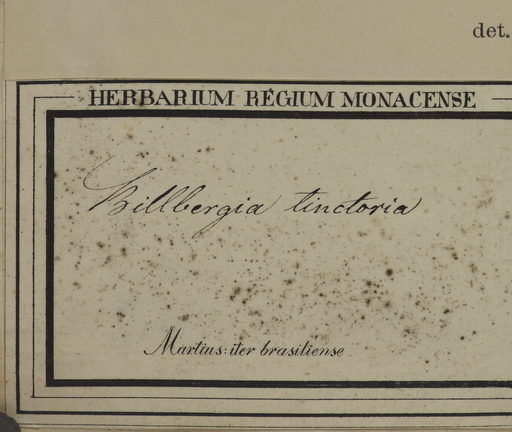 det.
HERBARIUM REGIUM MONACENSE
Billbergia tinctoria
Martius: iter brasiliense